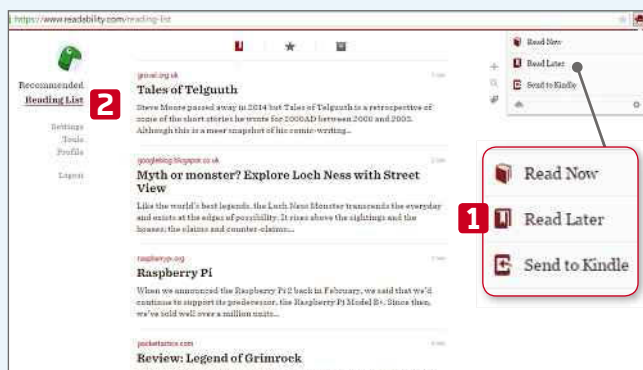 https://www.readability.com/reading-list
Recommended
Reading List
2
Settings
Tools
Profile
Logout
Tales of Telguuth
Steve Moore passed away in 2014 but Tales of Telguuth is a retrospective of
some of the short stories he wrote for 2000AD between 2000 and 2003.
Although this is a meer snapshot of his comic-writing...
googleblog.blogspot.co.uk
Myth or monster? Explore Loch Ness with Street
View
Like the world's best legends, the Loch Ness Monster transcends the everyday
and exists at the edges of possibility. It rises above the sightings and the
hoaxes; the claims and counter-claims...
raspberrypi.org
Raspberry Pi
When we announced the Raspberry Pi 2 back in February, we said that we'd
continue to support its predecessor, the Raspberry Pi Model B+. Since then,
we've sold well over a million units...
pockettactics.com
Review: Legend of Grimrock
Read Now
Read Later
Send to Kindle
1
Read Now
Read Later
Send to Kindle